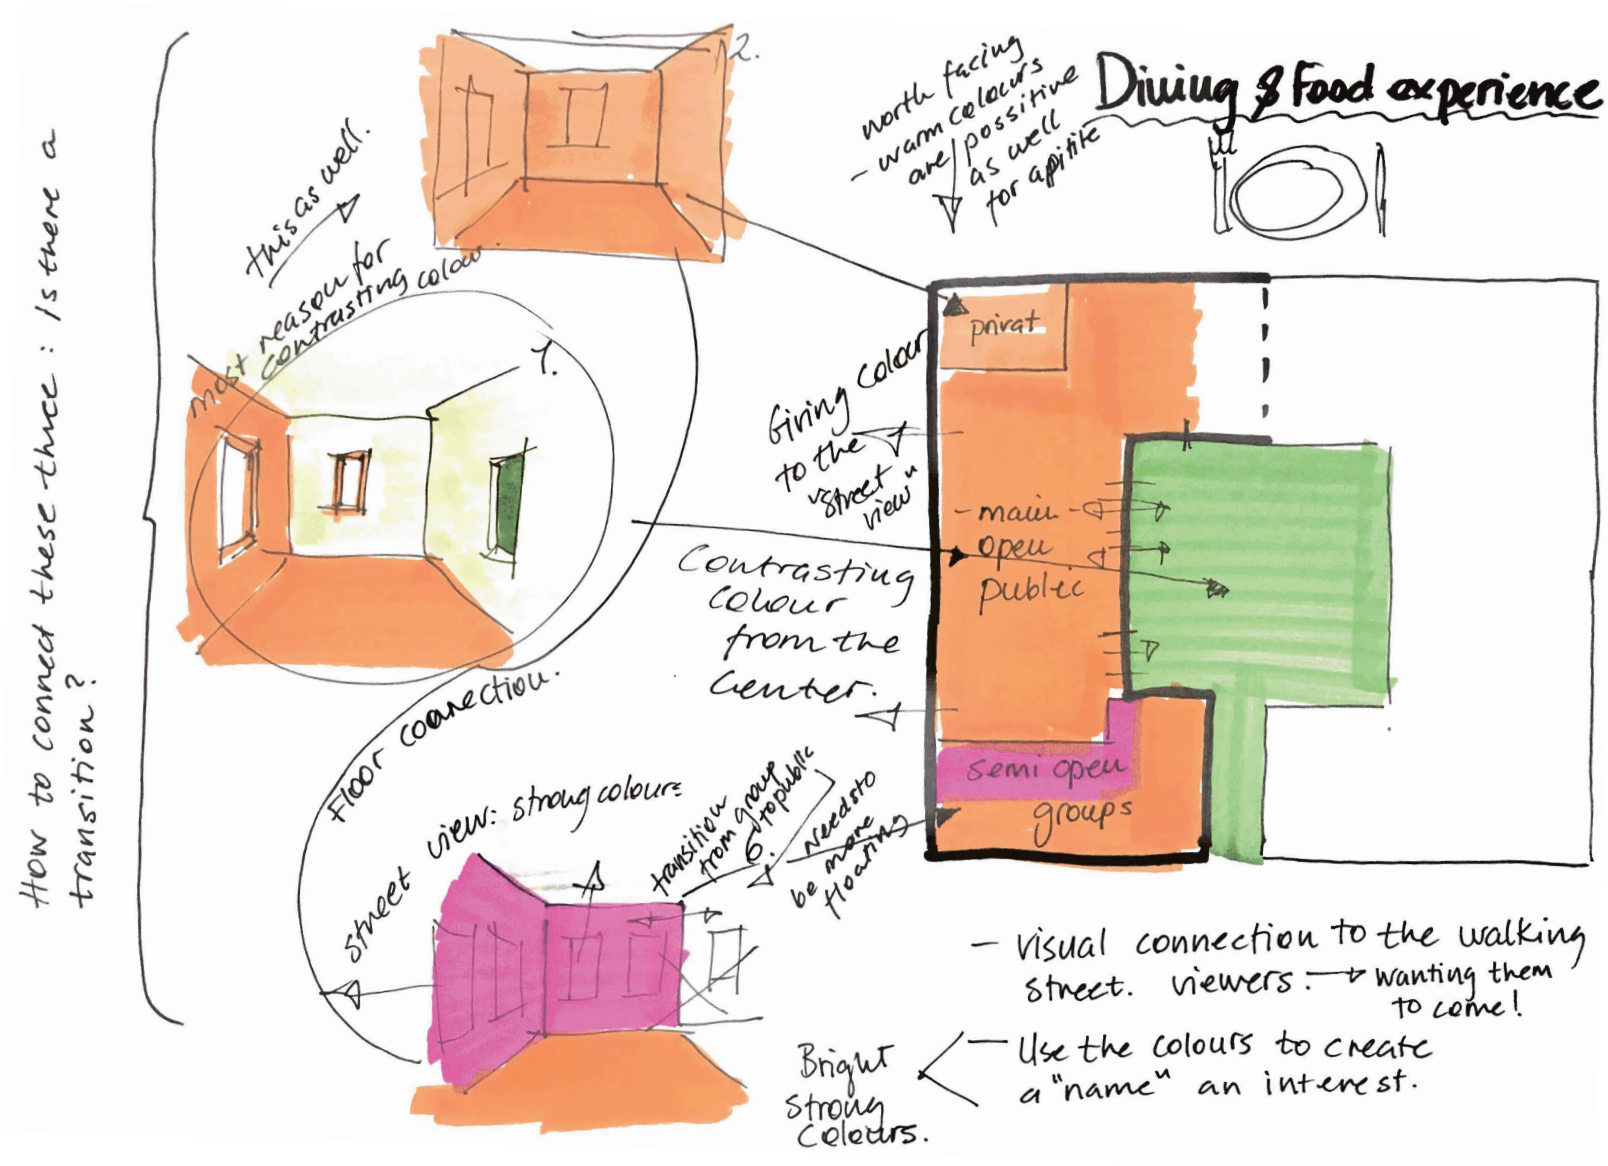 Dining & Food experience
north facing
- warm colours
are possitive
as well
for apitite
2.
this as well.
most reason for
contrasting colour
1.
How to connect these three : Is there a
transition?
privat
Giving colour
to the
"street
view"
- main -
open
public
Contrasting
colour
from the
center.
semi open
groups
Floor connection.
street view: strong colours
transition
from group
to public
needs to
be more
floating
- visual connection to the walking
street. viewers. → wanting them
to come!
Bright
strong
colours.
- Use the colours to create
a "name" an interest.